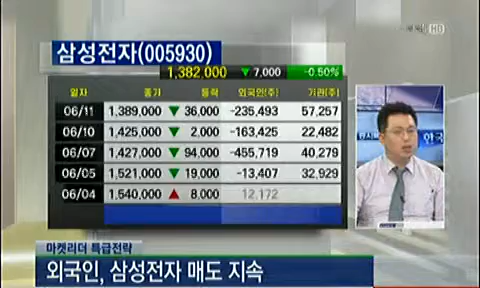 삼성전자(005930)
1,382,000 ▼ 7,000 -0.50%
일자 종가 등락 외국인(주) 기관(주)
06/11 1,389,000 ▼ 36,000 -235,493 57,257
06/10 1,425,000 ▼ 2,000 -163,425 22,482
06/07 1,427,000 ▼ 94,000 -455,719 40,279
06/05 1,521,000 ▼ 19,000 -13,407 32,929
06/04 1,540,000 ▲ 8,000 12,172
HD
한국
마켓리더 특급전략
외국인, 삼성전자 매도 지속